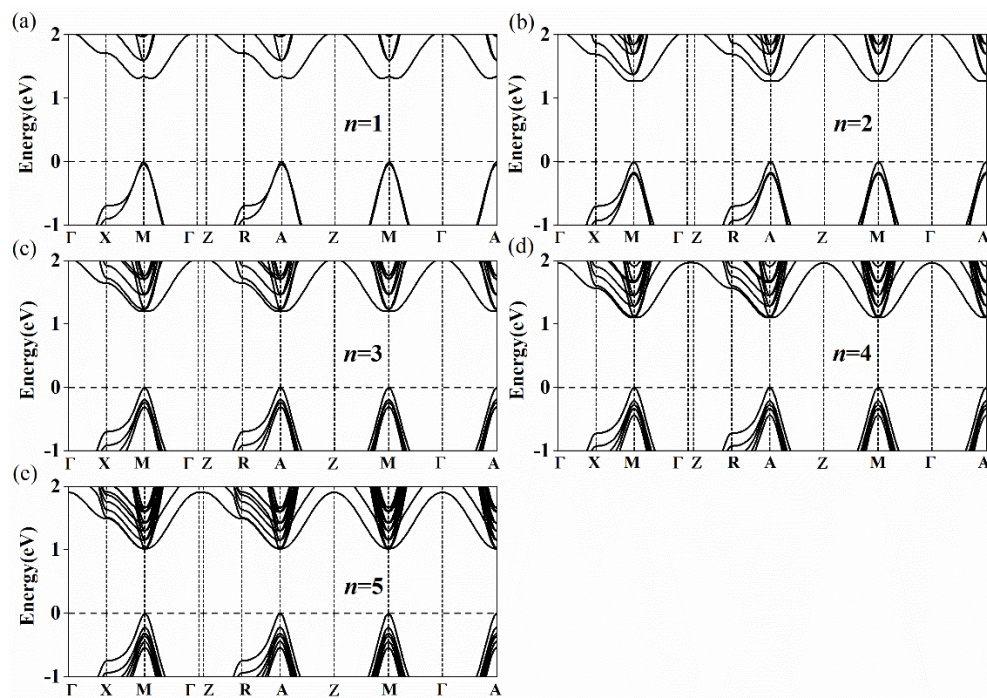 (a)
2
1
0
-1
Energy(eV)
n=1
Γ X M Γ Z R A Z M Γ A
(b)
2
1
0
-1
Energy(eV)
n=2
Γ X M Γ Z R A Z M Γ A
(c)
2
1
0
-1
Energy(eV)
n=3
Γ X M Γ Z R A Z M Γ A
(d)
2
1
0
-1
Energy(eV)
n=4
Γ X M Γ Z R A Z M Γ A
(e)
2
1
0
-1
Energy(eV)
n=5
Γ X M Γ Z R A Z M Γ A